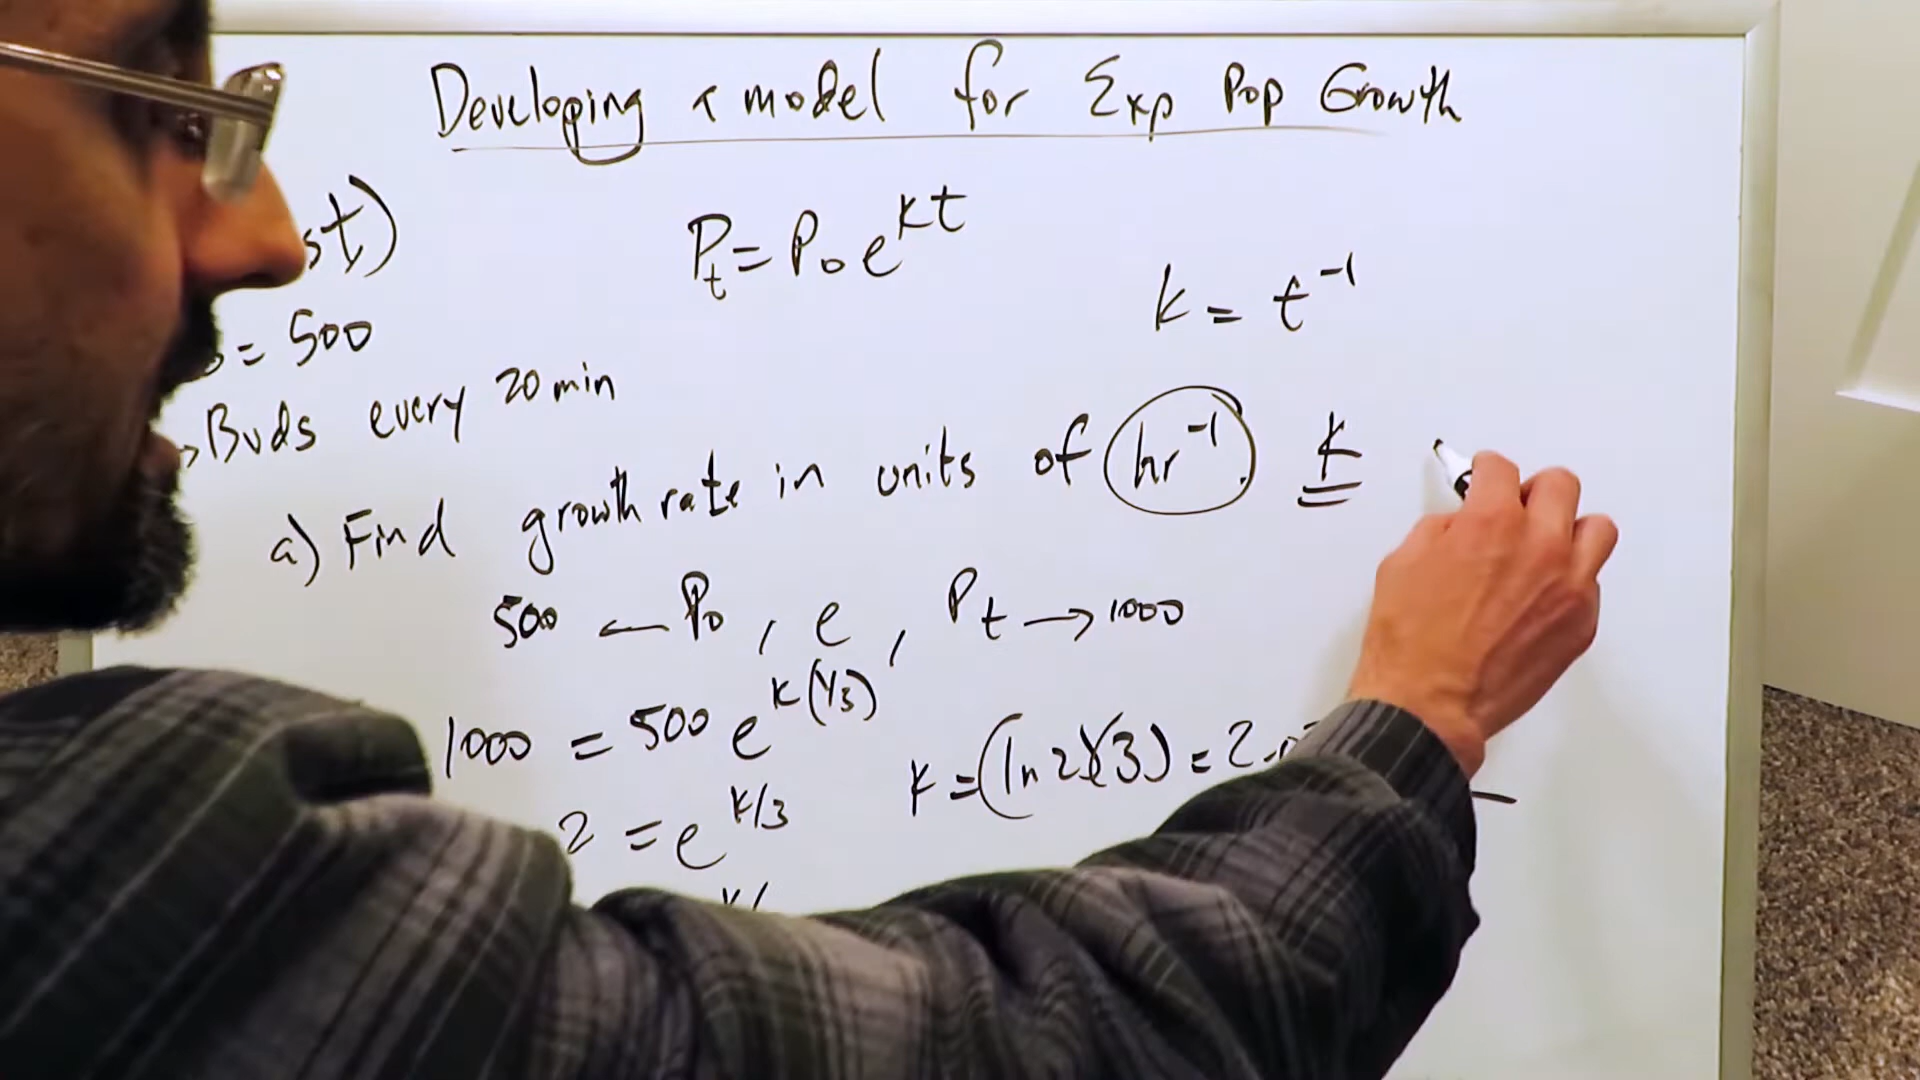 Developing a model for Exp Pop Growth
st)
Pt = P0 e^kt
k = t^-1
= 500
Buds every 20 min
a) Find growth rate in units of hr^-1. k
500 ← P0, e, Pt → 1000
1000 = 500 e^k(1/3)
k = (ln 2)(3) = 2.0
2 = e^k/3
k/